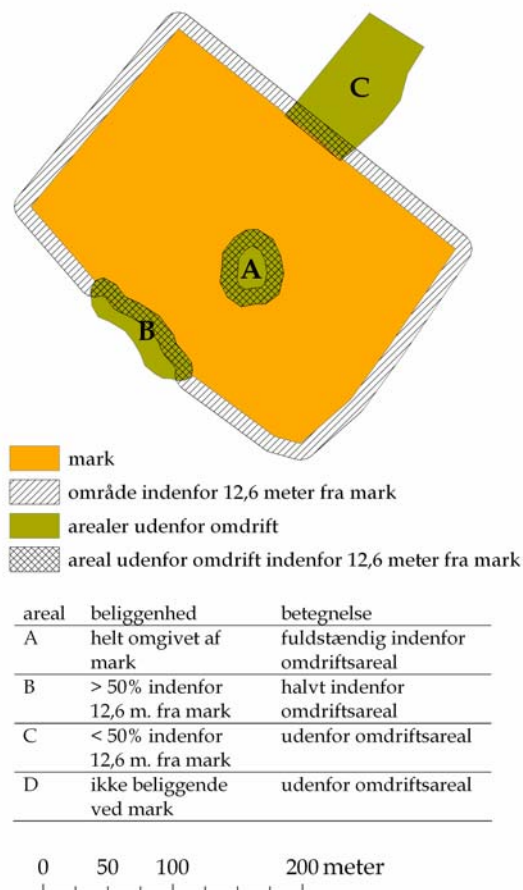 C
A
B
mark
område indenfor 12,6 meter fra mark
arealer udenfor omdrift
areal udenfor omdrift indenfor 12,6 meter fra mark
areal beliggenhed betegnelse
A helt omgivet af fuldstændig indenfor
mark omdriftsareal
B > 50% indenfor halvt indenfor
12,6 m. fra mark omdriftsareal
C < 50% indenfor udenfor omdriftsareal
12,6 m. fra mark
D ikke beliggende udenfor omdriftsareal
ved mark
0 50 100 200 meter